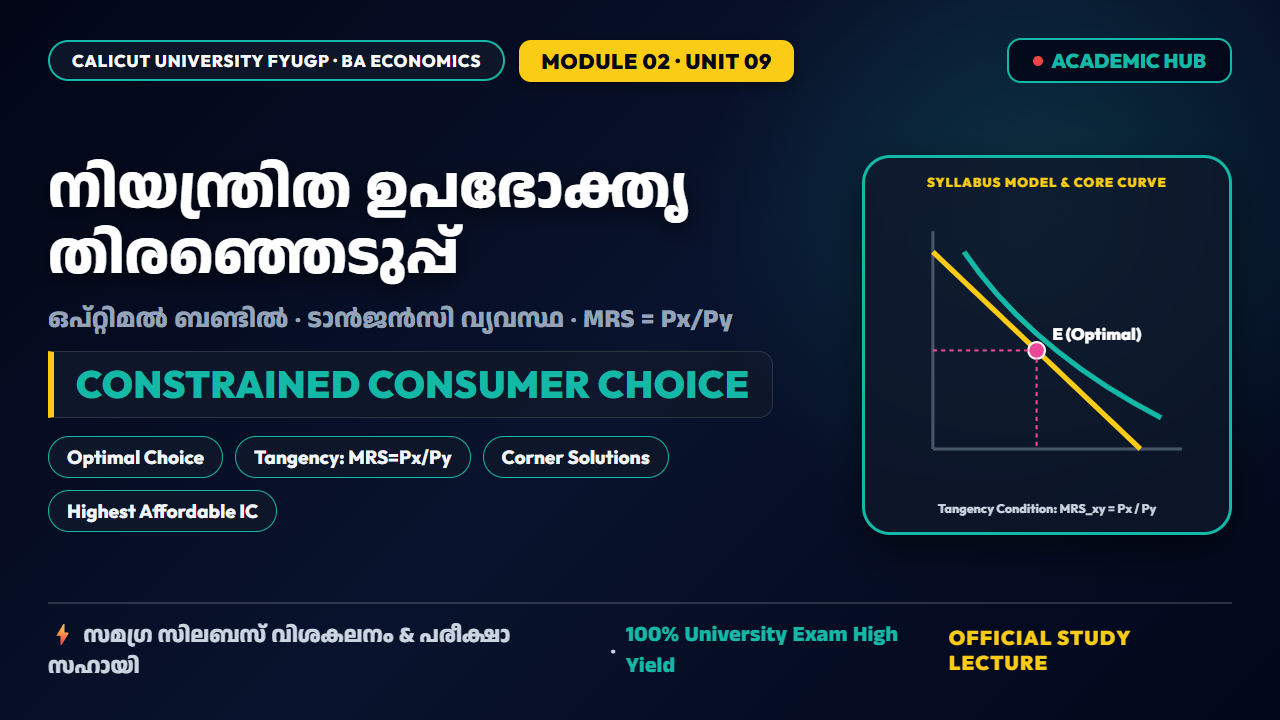 CALICUT UNIVERSITY FYUGP · BA ECONOMICS
MODULE 02 · UNIT 09
ACADEMIC HUB
നിയന്ത്രിത ഉപഭോക്തൃ
തിരഞ്ഞെടുപ്പ്
ഒപ്റ്റിമൽ ബണ്ടിൽ · ടാൻജൻസി വ്യവസ്ഥ · MRS = Px/Py
CONSTRAINED CONSUMER CHOICE
Optimal Choice
Tangency: MRS=Px/Py
Corner Solutions
Highest Affordable IC
SYLLABUS MODEL & CORE CURVE
E (Optimal)
Tangency Condition: MRS_xy = Px / Py
⚡ സമഗ്ര സിലബസ് വിശകലനം & പരീക്ഷാ
സഹായി
·
100% University Exam High
Yield
OFFICIAL STUDY
LECTURE